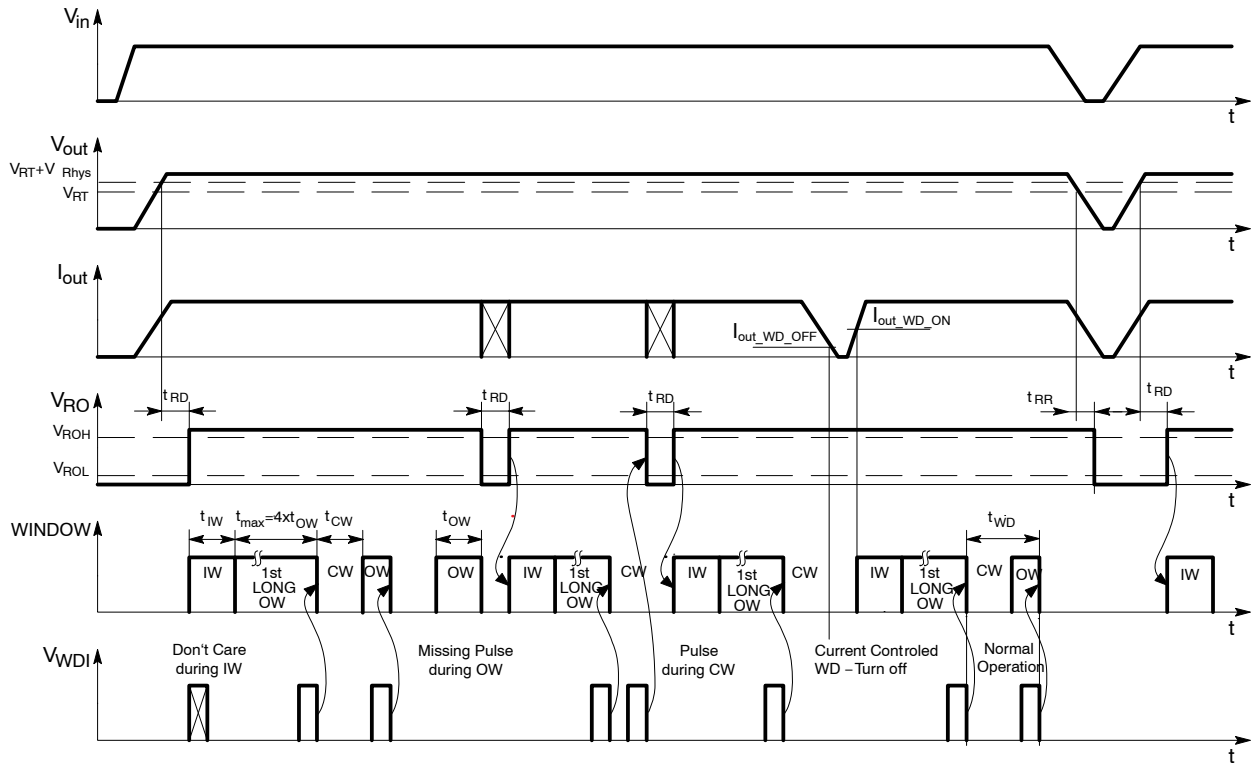 Vin
t
Vout
VRT+V Rhys
VRT
t
Iout
Iout_WD_OFF
Iout_WD_ON
t
VRO
tRD
tRD
tRD
tRR
tRD
VROH
VROL
t
WINDOW
tIW
tmax=4xtOW
tCW
tOW
tWD
IW
1st
LONG
OW
CW
OW
OW
IW
1st
LONG
OW
CW
IW
1st
LONG
OW
CW
IW
1st
LONG
OW
CW
OW
IW
t
VWDI
Don't Care
during IW
Missing Pulse
during OW
Pulse
during CW
Current Controled
WD – Turn off
Normal
Operation
t